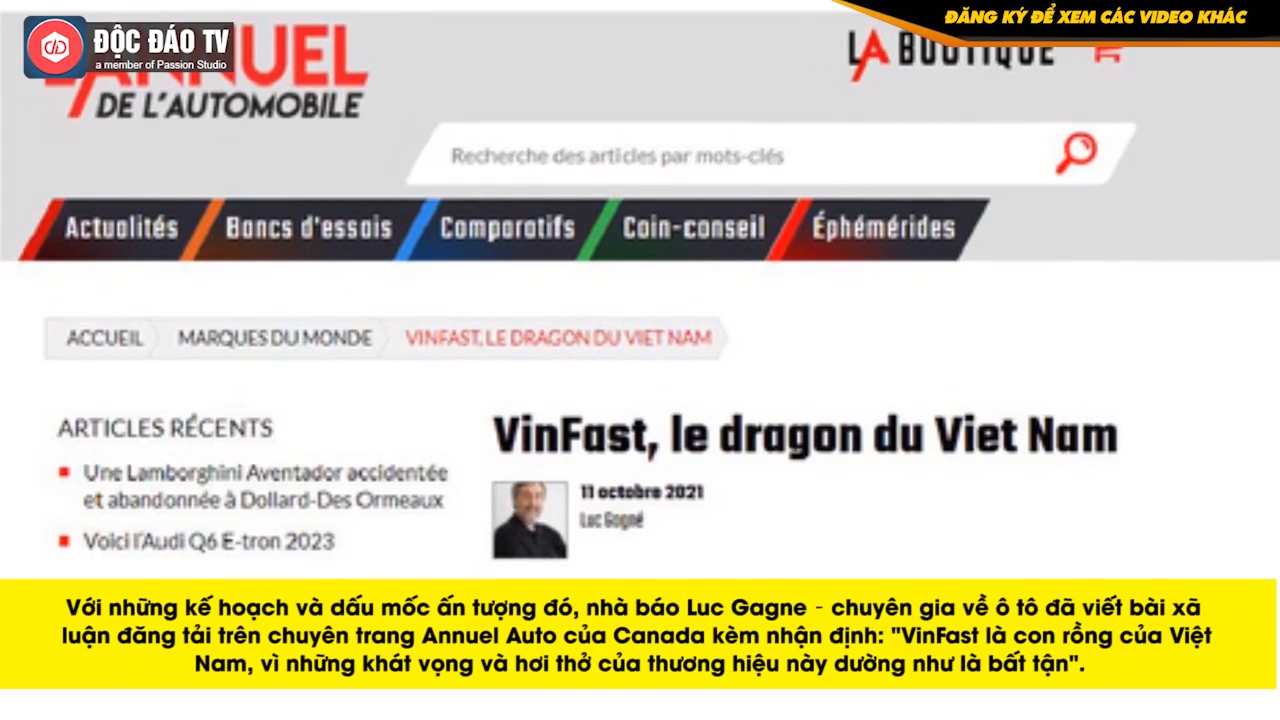 ĐĂNG KÝ ĐỂ XEM CÁC VIDEO KHÁC
ĐỘC ĐÁO TV
a member of Passion Studio
L'ANNUEL
DE L'AUTOMOBILE
LA BOUTIQUE
Recherche des articles par mots-clés
Actualités Bancs d'essais Comparatifs Coin-conseil Éphémérides
ACCUEIL MARQUES DU MONDE VINFAST, LE DRAGON DU VIET NAM
ARTICLES RÉCENTS
Une Lamborghini Aventador accidentée
et abandonnée à Dollard-Des Ormeaux
Voici l'Audi Q6 E-tron 2023
VinFast, le dragon du Viet Nam
11 octobre 2021
Luc Gagné
Với những kế hoạch và dấu mốc ấn tượng đó, nhà báo Luc Gagne - chuyên gia về ô tô đã viết bài xã
luận đăng tải trên chuyên trang Annuel Auto của Canada kèm nhận định: "VinFast là con rồng của Việt
Nam, vì những khát vọng và hơi thở của thương hiệu này dường như là bất tận".